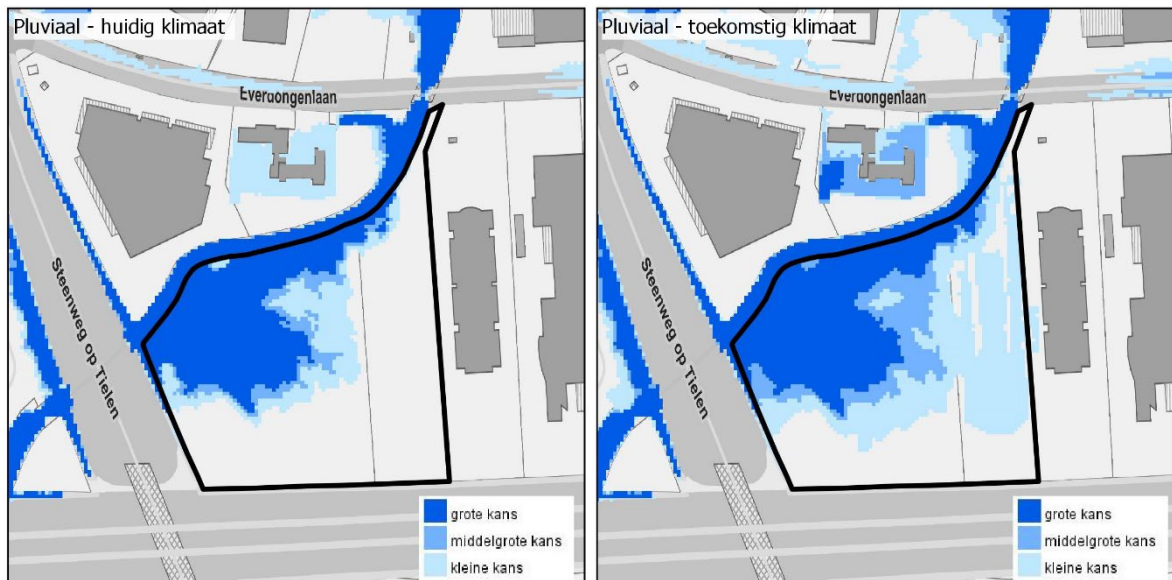 Pluviaal - huidig klimaat
Everdongenlaan
Steenweg op Tielen
grote kans
middelgrote kans
kleine kans
Pluviaal - toekomstig klimaat
Everdongenlaan
Steenweg op Tielen
grote kans
middelgrote kans
kleine kans